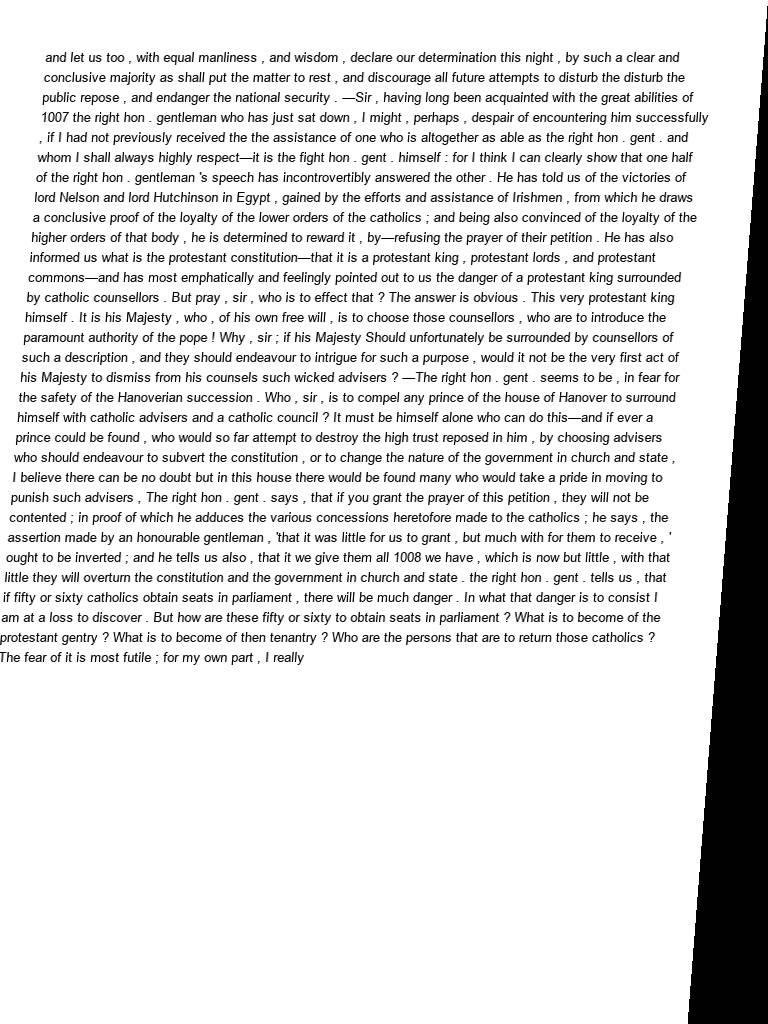 and let us too , with equal manliness , and wisdom , declare our determination this night , by such a clear and
conclusive majority as shall put the matter to rest , and discourage all future attempts to disturb the disturb the
public repose , and endanger the national security . —Sir , having long been acquainted with the great abilities of
1007 the right hon . gentleman who has just sat down , I might , perhaps , despair of encountering him successfully
, if I had not previously received the the assistance of one who is altogether as able as the right hon . gent . and
whom I shall always highly respect—it is the fight hon . gent . himself : for I think I can clearly show that one half
of the right hon . gentleman 's speech has incontrovertibly answered the other . He has told us of the victories of
lord Nelson and lord Hutchinson in Egypt , gained by the efforts and assistance of Irishmen , from which he draws
a conclusive proof of the loyalty of the lower orders of the catholics ; and being also convinced of the loyalty of the
higher orders of that body , he is determined to reward it , by—refusing the prayer of their petition . He has also
informed us what is the protestant constitution—that it is a protestant king , protestant lords , and protestant
commons—and has most emphatically and feelingly pointed out to us the danger of a protestant king surrounded
by catholic counsellors . But pray , sir , who is to effect that ? The answer is obvious . This very protestant king
himself . It is his Majesty , who , of his own free will , is to choose those counsellors , who are to introduce the
paramount authority of the pope ! Why , sir ; if his Majesty Should unfortunately be surrounded by counsellors of
such a description , and they should endeavour to intrigue for such a purpose , would it not be the very first act of
his Majesty to dismiss from his counsels such wicked advisers ? —The right hon . gent . seems to be , in fear for
the safety of the Hanoverian succession . Who , sir , is to compel any prince of the house of Hanover to surround
himself with catholic advisers and a catholic council ? It must be himself alone who can do this—and if ever a
prince could be found , who would so far attempt to destroy the high trust reposed in him , by choosing advisers
who should endeavour to subvert the constitution , or to change the nature of the government in church and state ,
I believe there can be no doubt but in this house there would be found many who would take a pride in moving to
punish such advisers , The right hon . gent . says , that if you grant the prayer of this petition , they will not be
contented ; in proof of which he adduces the various concessions heretofore made to the catholics ; he says , the
assertion made by an honourable gentleman , 'that it was little for us to grant , but much with for them to receive , '
ought to be inverted ; and he tells us also , that it we give them all 1008 we have , which is now but little , with that
little they will overturn the constitution and the government in church and state . the right hon . gent . tells us , that
if fifty or sixty catholics obtain seats in parliament , there will be much danger . In what that danger is to consist I
am at a loss to discover . But how are these fifty or sixty to obtain seats in parliament ? What is to become of the
protestant gentry ? What is to become of then tenantry ? Who are the persons that are to return those catholics ?
The fear of it is most futile ; for my own part , I really